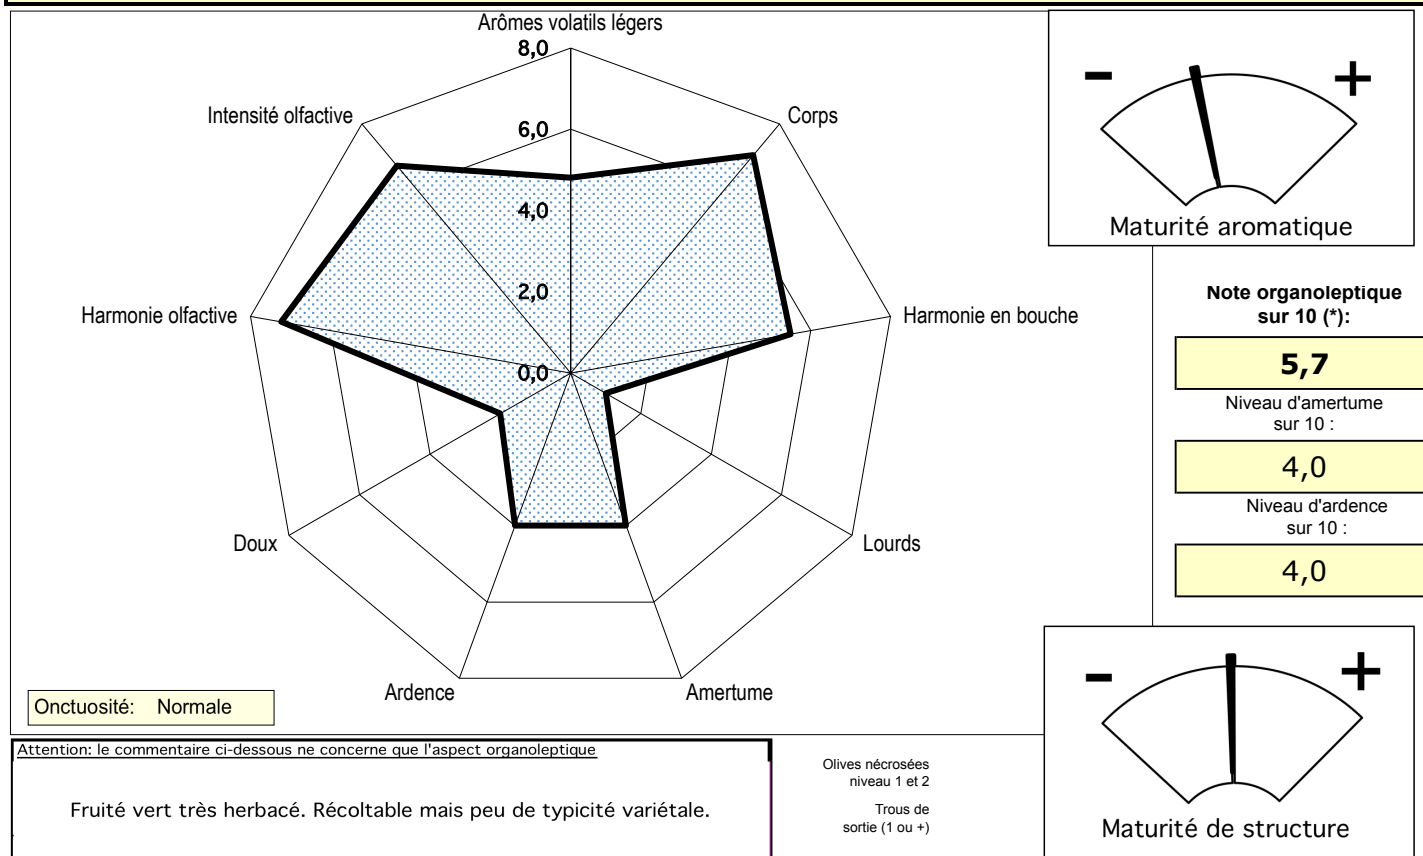 Arômes volatils légers
8,0
Intensité olfactive
Corps
6,0
4,0
2,0
0,0
Harmonie olfactive
Harmonie en bouche
Doux
Lourds
Ardence
Amertume
Onctuosité: Normale
- +
Maturité aromatique
Note organoleptique
sur 10 (*):
5,7
Niveau d'amertume
sur 10 :
4,0
Niveau d'ardence
sur 10 :
4,0
- +
Maturité de structure
Attention: le commentaire ci-dessous ne concerne que l'aspect organoleptique
Fruité vert très herbacé. Récoltable mais peu de typicité variétale.
Olives nécrosées
niveau 1 et 2
Trous de
sortie (1 ou +)